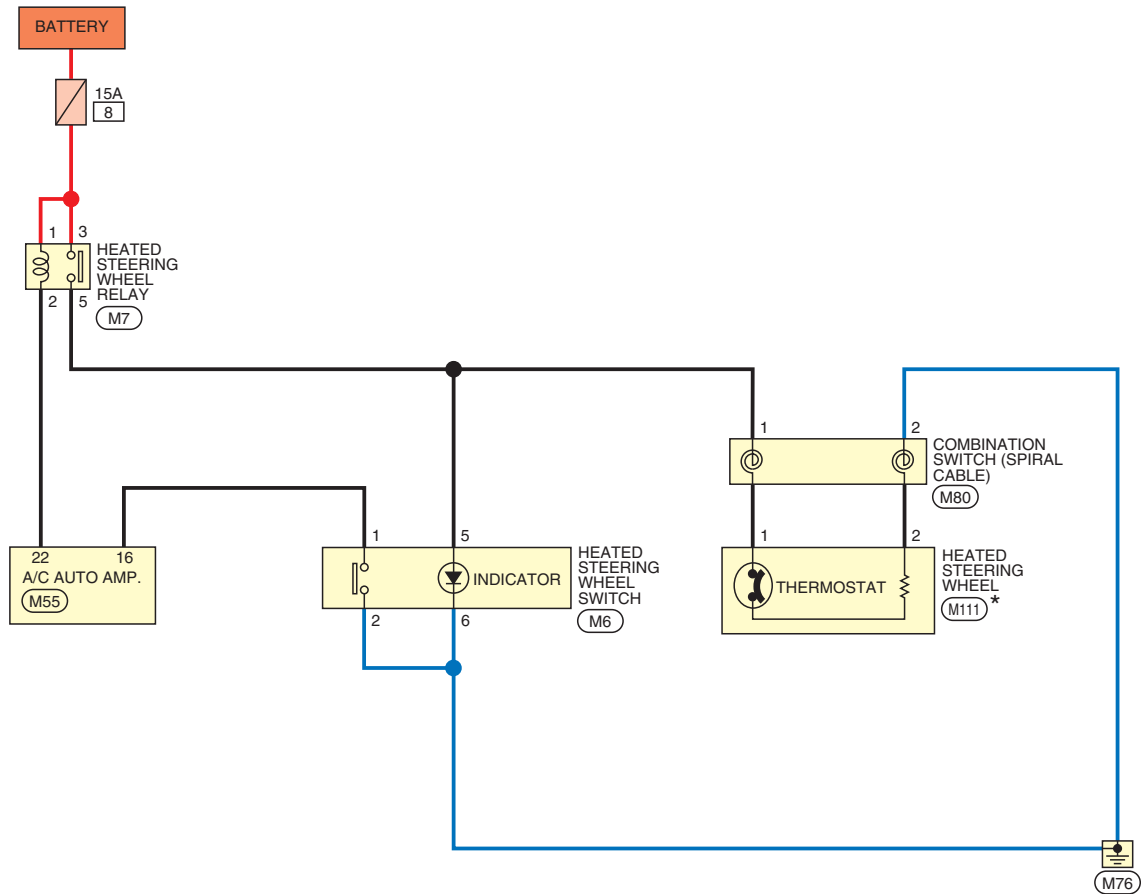 BATTERY
15A
8
1 3
HEATED
STEERING
WHEEL
RELAY
2 5
M7
1 2
COMBINATION
SWITCH (SPIRAL
CABLE)
M80
22 16
A/C AUTO AMP.
M55
1 5
INDICATOR
2 6
HEATED
STEERING
WHEEL
SWITCH
M6
1 2
THERMOSTAT
HEATED
STEERING
WHEEL
M111 *
M76